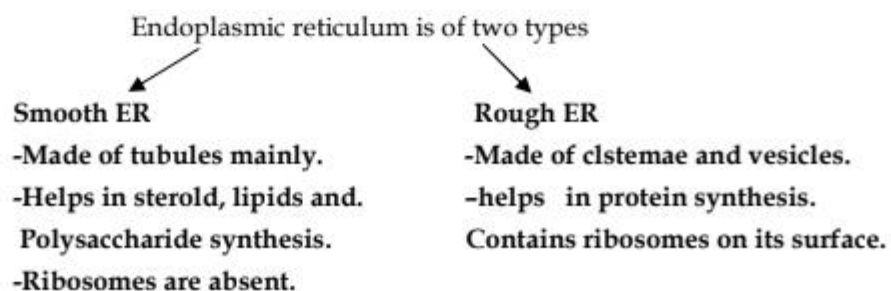 Endoplasmic reticulum is of two types
Smooth ER
-Made of tubules mainly.
-Helps in sterold, lipids and.
Polysaccharide synthesis.
-Ribosomes are absent.
Rough ER
-Made of clstemae and vesicles.
–helps in protein synthesis.
Contains ribosomes on its surface.